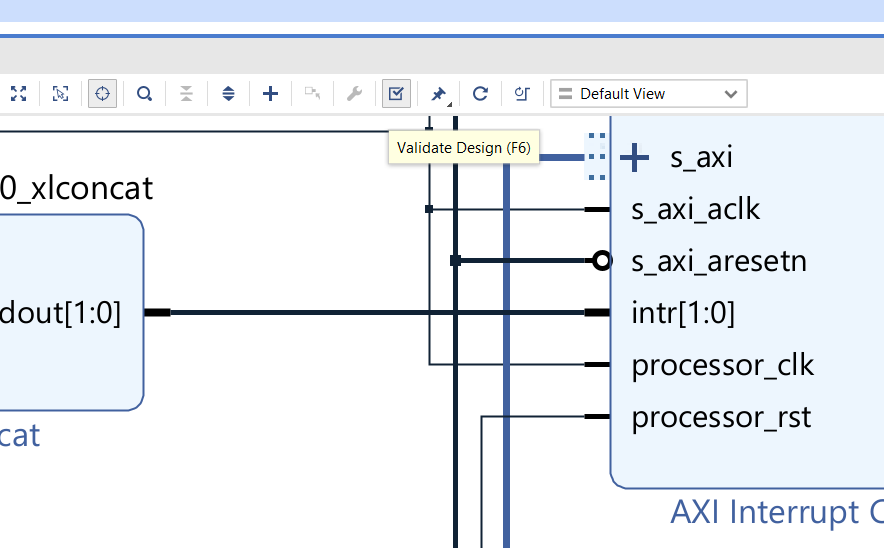 Default View
Validate Design (F6)
s_axi
0_xlconcat
s_axi_aclk
s_axi_aresetn
dout[1:0]
intr[1:0]
processor_clk
processor_rst
cat
AXI Interrupt C